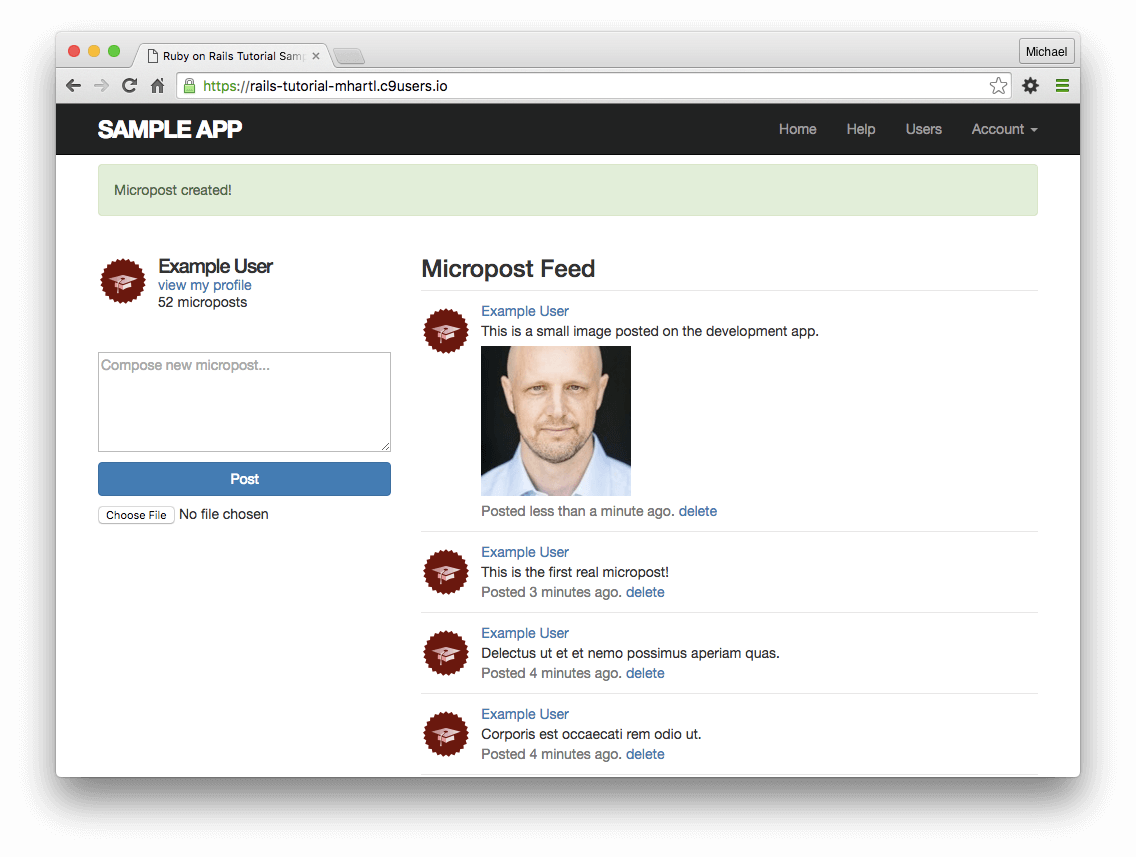 Ruby on Rails Tutorial Sam
Michael
https://rails-tutorial-mhartl.c9users.io
SAMPLE APP
Home Help Users Account
Micropost created!
Example User
view my profile
52 microposts
Compose new micropost...
Post
Choose File No file chosen
Micropost Feed
Example User
This is a small image posted on the development app.
Posted less than a minute ago. delete
Example User
This is the first real micropost!
Posted 3 minutes ago. delete
Example User
Delectus ut et et nemo possimus aperiam quas.
Posted 4 minutes ago. delete
Example User
Corporis est occaecati rem odio ut.
Posted 4 minutes ago. delete